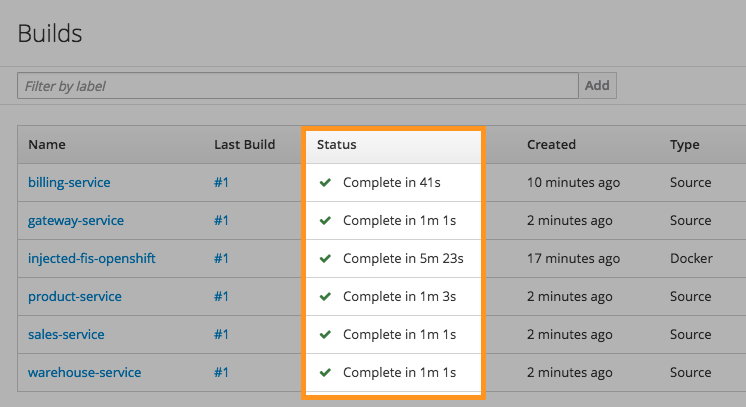 Builds
Filter by label Add
Name Last Build Status Created Type
billing-service #1 Complete in 41s 10 minutes ago Source
gateway-service #1 Complete in 1m 1s 2 minutes ago Source
injected-fis-openshift #1 Complete in 5m 23s 17 minutes ago Docker
product-service #1 Complete in 1m 3s 2 minutes ago Source
sales-service #1 Complete in 1m 1s 2 minutes ago Source
warehouse-service #1 Complete in 1m 1s 2 minutes ago Source